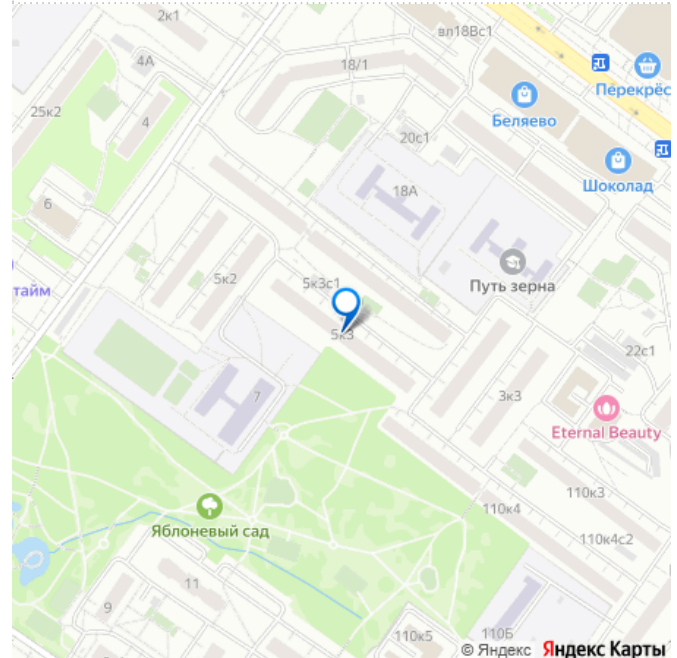 2к1
вл18Вс1
4А
18/1
Перекрёс
25к2
4
Беляево
20с1
Шоколад
18А
6
Путь зерна
тайм
5к2
5к3с1
5к3
22с1
7
3к3
Eternal Beauty
110к3
110к4
Яблоневый сад
110к4с2
11
9
110к5
110Б
© Яндекс Яндекс Карты